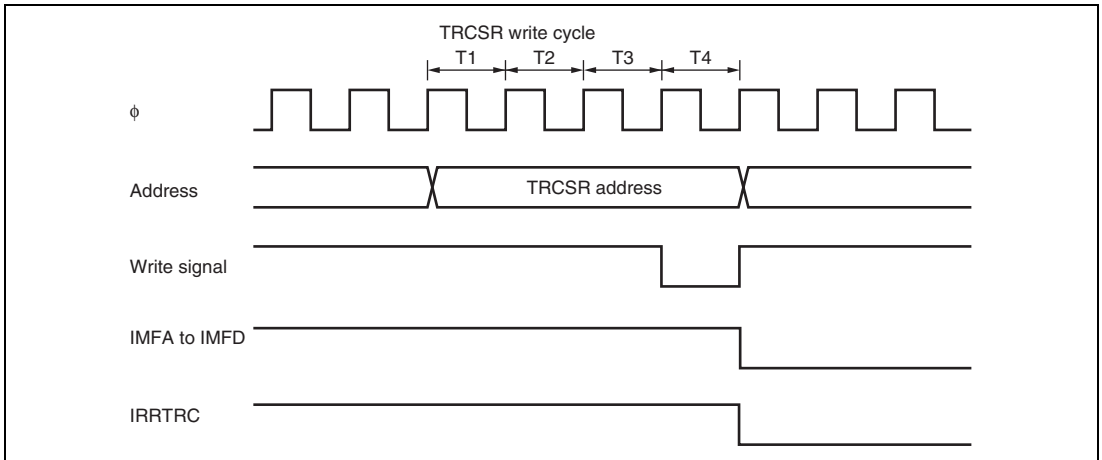 TRCSR write cycle
T1 T2 T3 T4
ϕ
Address TRCSR address
Write signal
IMFA to IMFD
IRRTRC